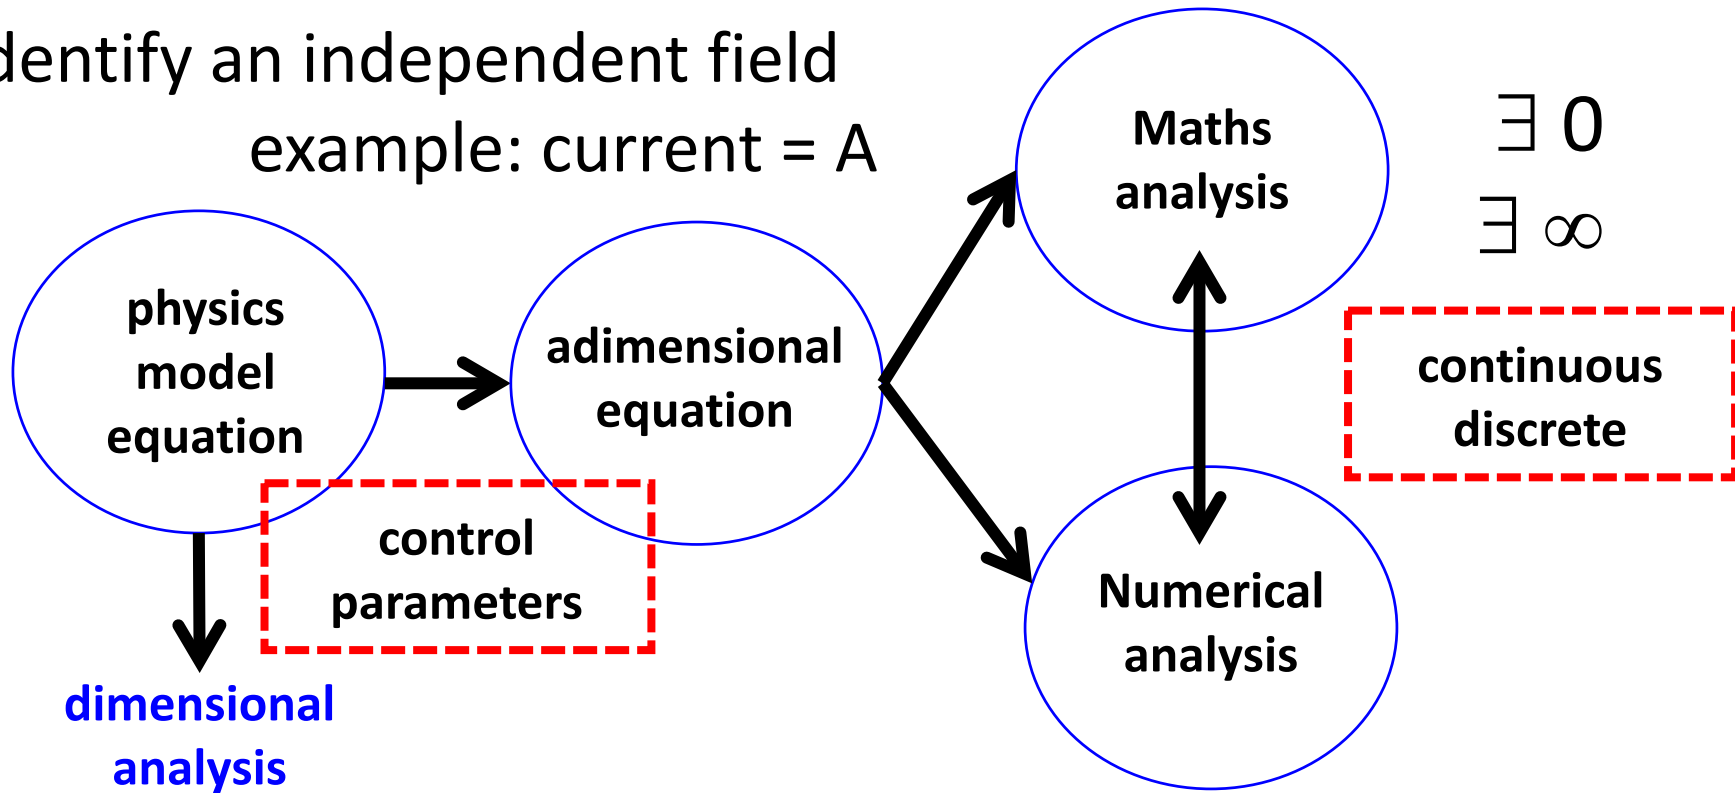 dentify an independent field
example: current = A
physics
model
equation
adimensional
equation
control
parameters
dimensional
analysis
Maths
analysis
∃ 0
∃ ∞
continuous
discrete
Numerical
analysis